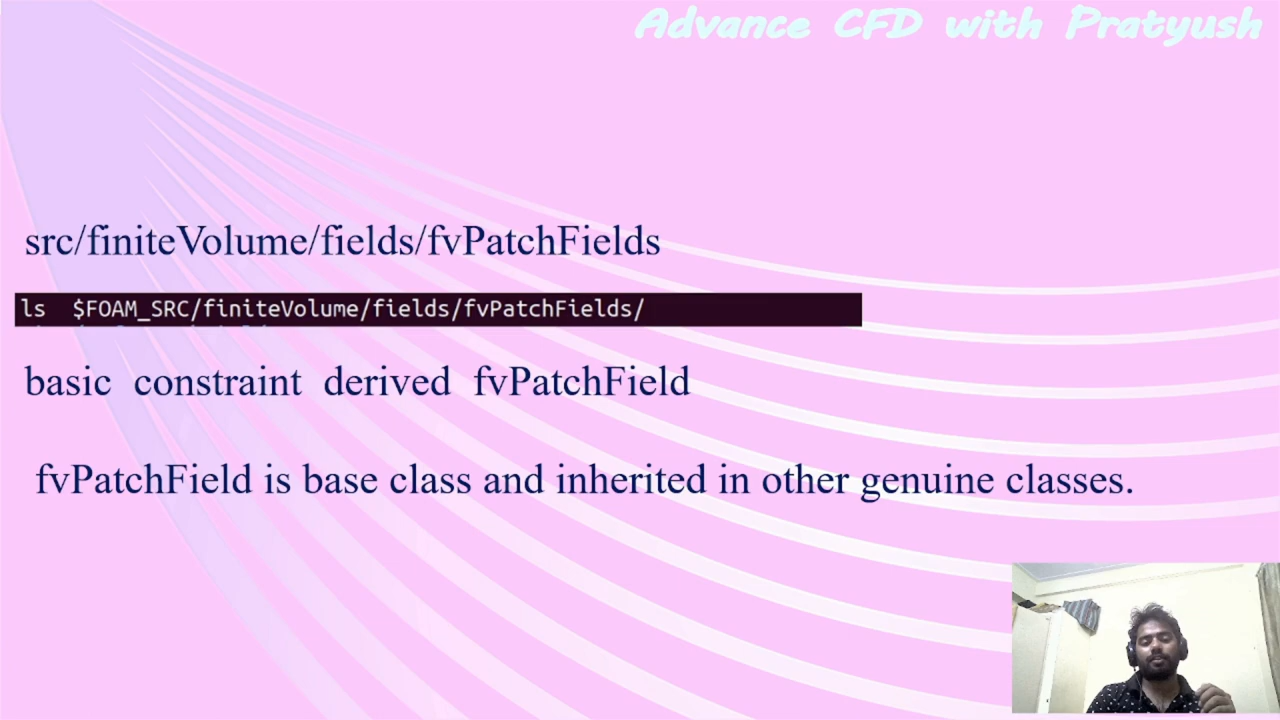 Advance CFD with Pratyush
src/finiteVolume/fields/fvPatchFields
ls $FOAM_SRC/finiteVolume/fields/fvPatchFields/
basic constraint derived fvPatchField
fvPatchField is base class and inherited in other genuine classes.